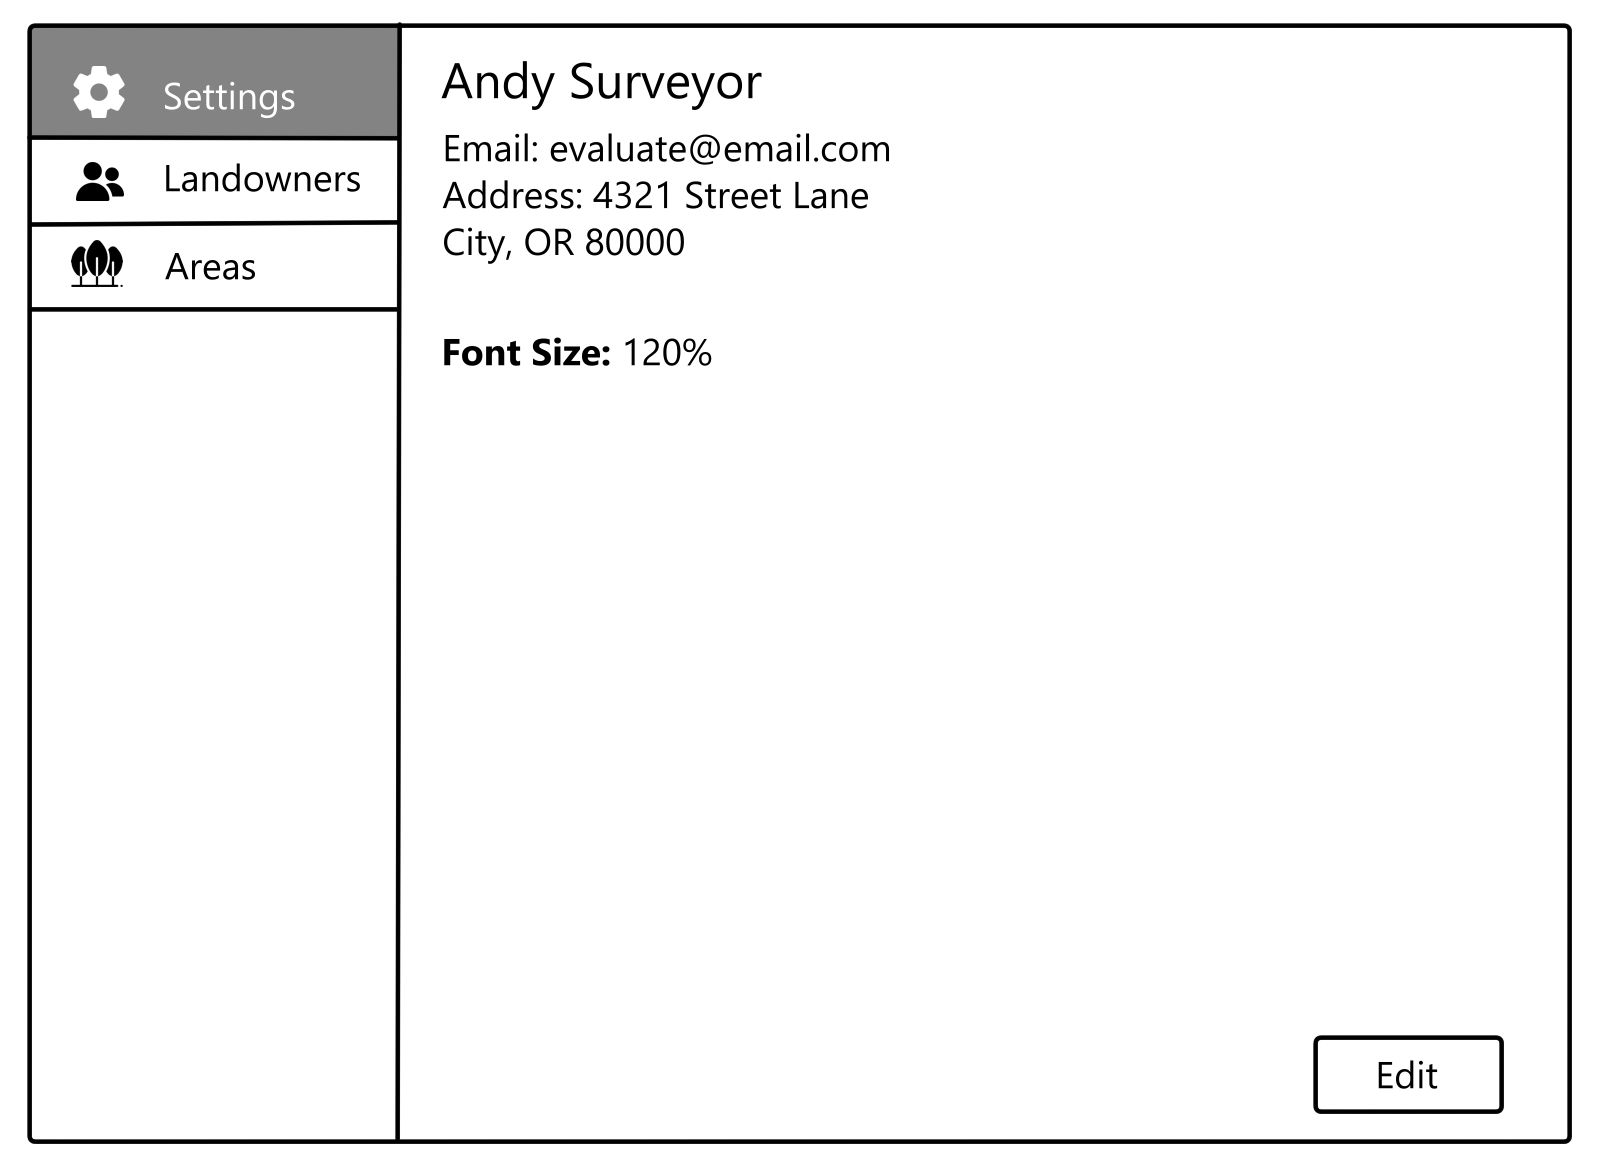 Settings
Landowners
Areas
Andy Surveyor
Email: evaluate@email.com
Address: 4321 Street Lane
City, OR 80000
Font Size: 120%
Edit